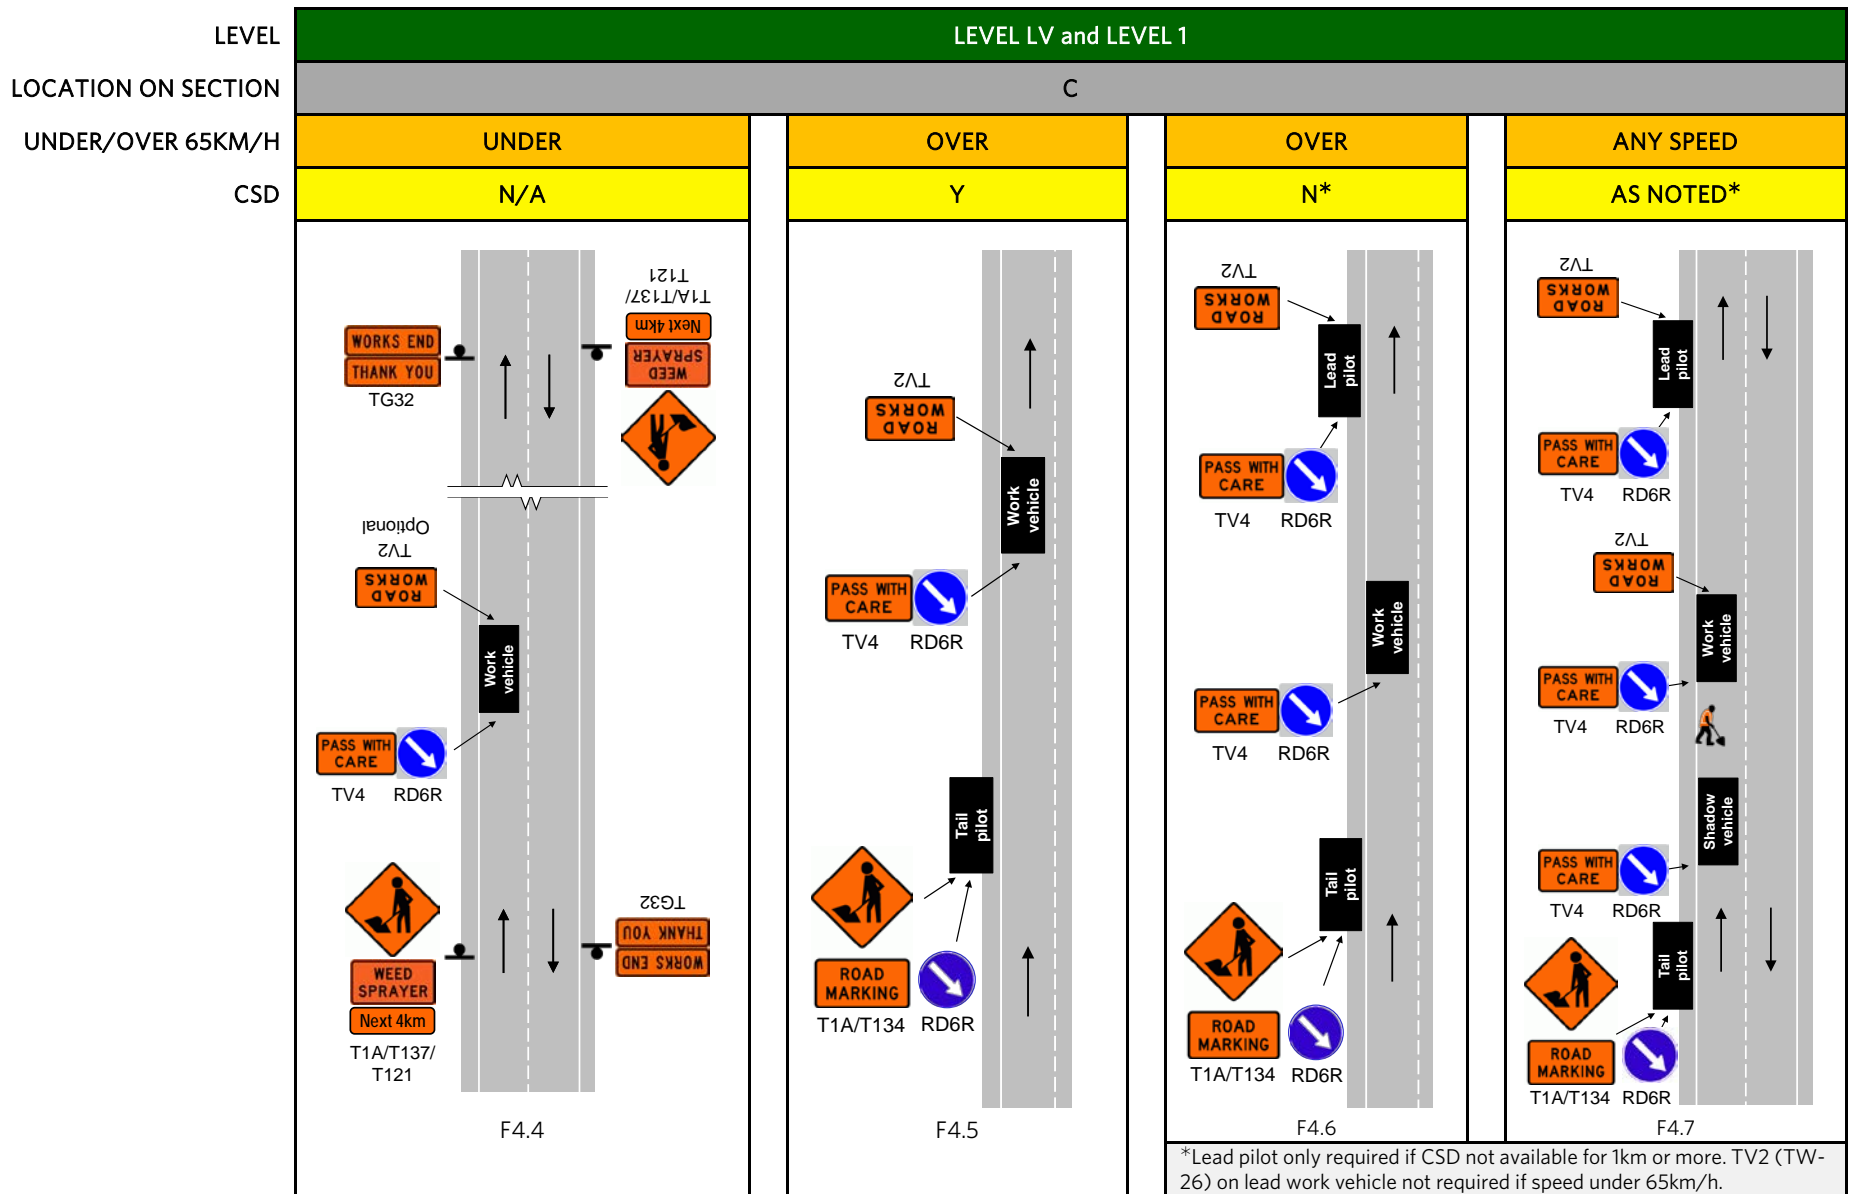 LEVEL
LEVEL LV and LEVEL 1
LOCATION ON SECTION
C
UNDER/OVER 65KM/H
UNDER
OVER
OVER
ANY SPEED
CSD
N/A
Y
N*
AS NOTED*
T1A/T137/
T121
Next 4km
WEED
SPRAYER
WORKS END
THANK YOU
TG32
Optional
TV2
ROAD
WORKS
Work
vehicle
PASS WITH
CARE
TV4
RD6R
TG32
WORKS END
THANK YOU
WEED
SPRAYER
Next 4km
T1A/T137/
T121
F4.4
TV2
ROAD
WORKS
Work
vehicle
PASS WITH
CARE
TV4
RD6R
Tail
pilot
ROAD
MARKING
T1A/T134
RD6R
F4.5
TV2
ROAD
WORKS
Lead
pilot
PASS WITH
CARE
TV4
RD6R
Work
vehicle
PASS WITH
CARE
TV4
RD6R
Tail
pilot
ROAD
MARKING
T1A/T134
RD6R
F4.6
TV2
ROAD
WORKS
Lead
pilot
PASS WITH
CARE
TV4
RD6R
TV2
ROAD
WORKS
Work
vehicle
PASS WITH
CARE
TV4
RD6R
Shadow
vehicle
PASS WITH
CARE
TV4
RD6R
Tail
pilot
ROAD
MARKING
T1A/T134
RD6R
F4.7
*Lead pilot only required if CSD not available for 1km or more. TV2 (TW-
26) on lead work vehicle not required if speed under 65km/h.